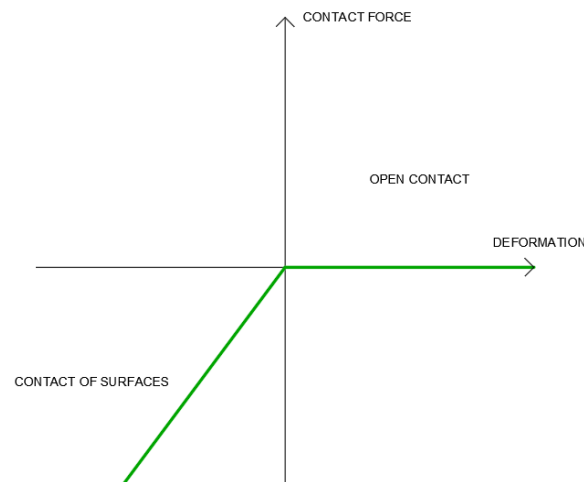 CONTACT FORCE
OPEN CONTACT
DEFORMATION
CONTACT OF SURFACES